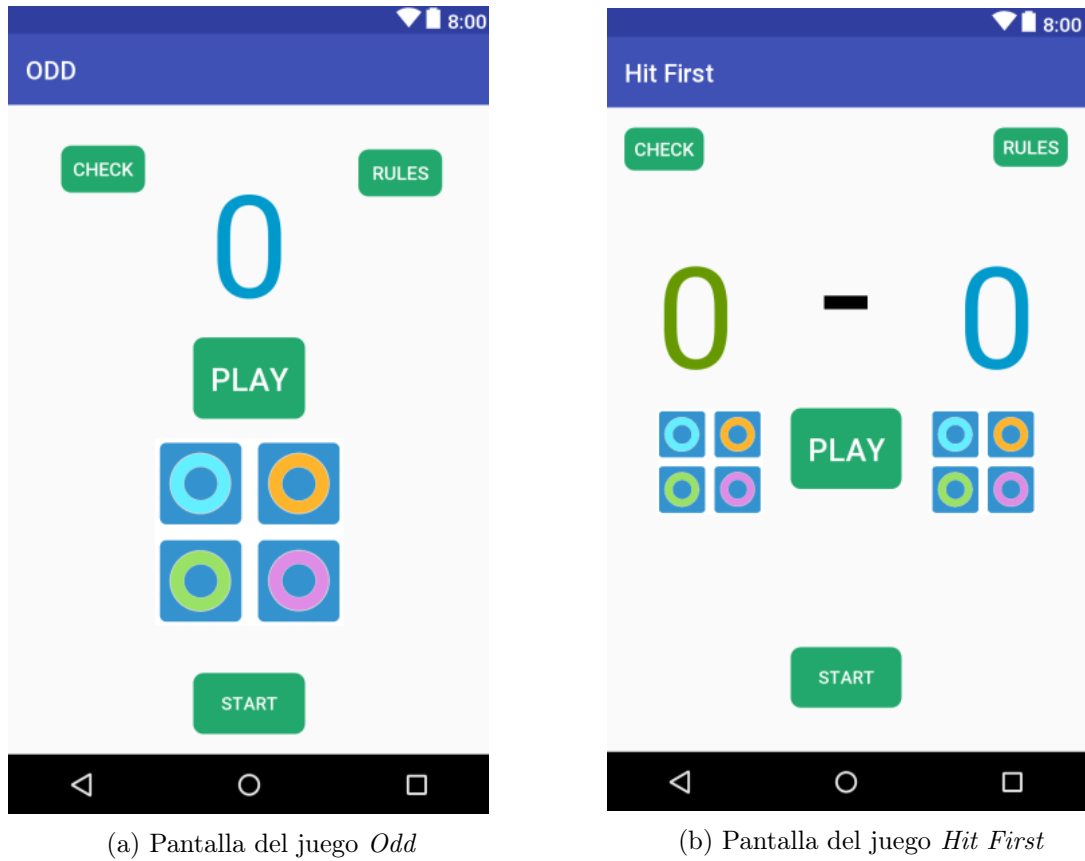 8:00
ODD
CHECK
RULES
0
PLAY
START
(a) Pantalla del juego Odd
8:00
Hit First
CHECK
RULES
0 - 0
PLAY
START
(b) Pantalla del juego Hit First